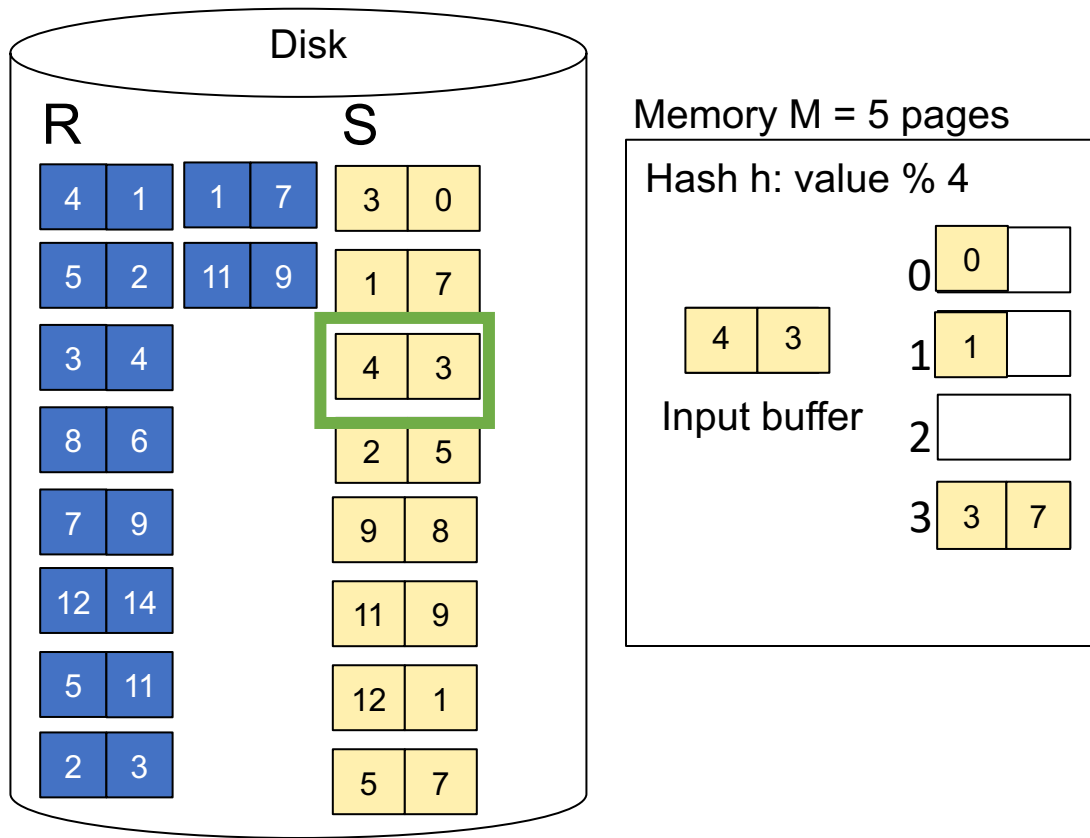 Disk
R S
4 1 1 7 3 0
5 2 11 9 1 7
3 4 4 3
8 6 2 5
7 9 9 8
12 14 11 9
5 11 12 1
2 3 5 7
Memory M = 5 pages
Hash h: value % 4
4 3
Input buffer
0 0
1 1
2
3 3 7